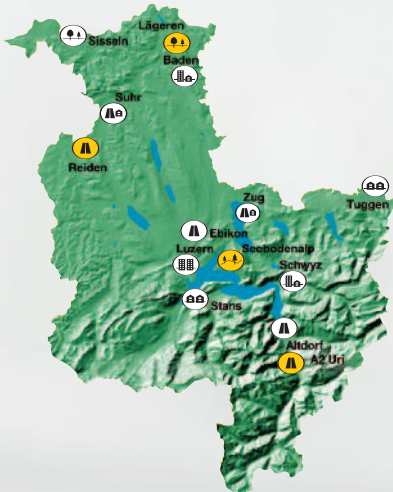 Lägeren
Sisseln
Baden
Suhr
Reiden
Tuggen
Zug
Ebikon
Luzern
Seebodenalp
Schwyz
Stans
Altdorf
A2 Uri